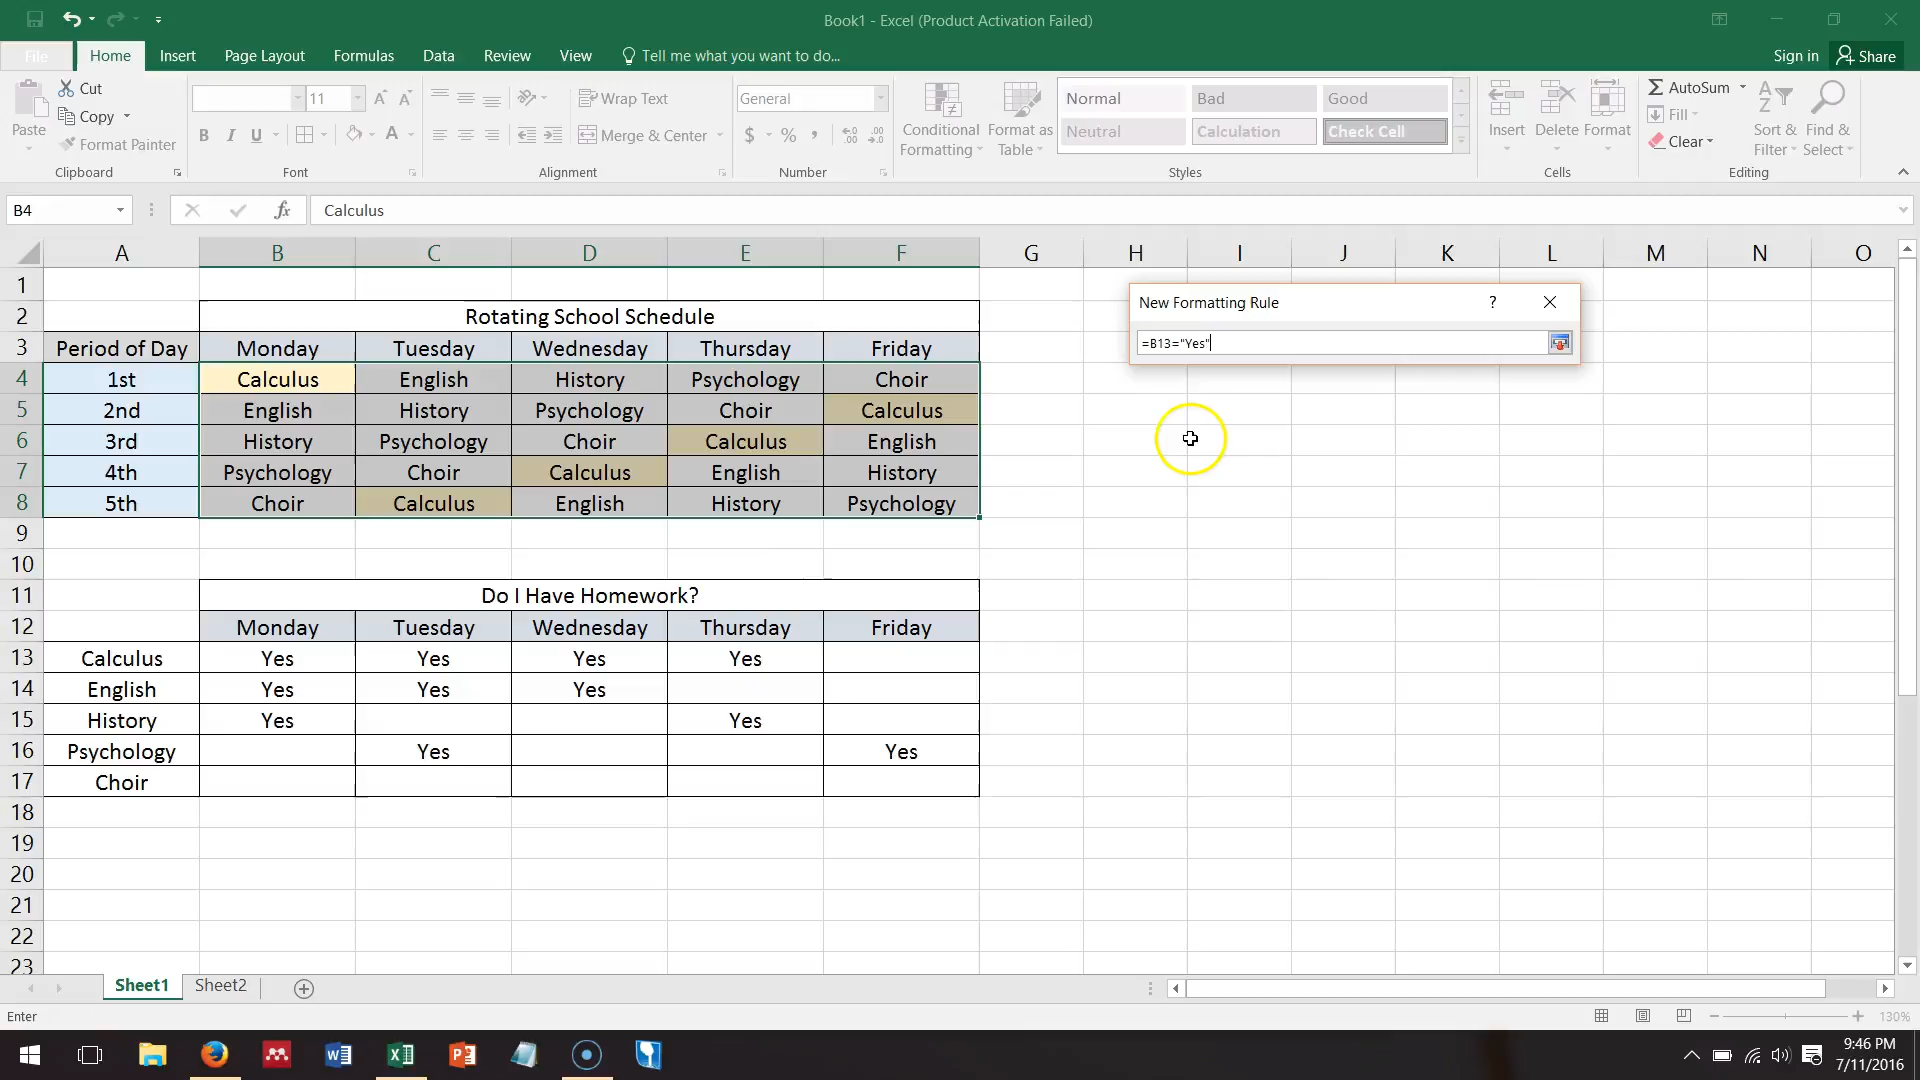 Book1 - Excel (Product Activation Failed)
File Home Insert Page Layout Formulas Data Review View Tell me what you want to do... Sign in Share
Paste Cut
Copy
Format Painter
Clipboard
11
B I U A
Font
Wrap Text
Merge & Center
Alignment
General
$ % ,
Number
Conditional Formatting
Format as Table
Normal Bad Good
Neutral Calculation Check Cell
Styles
Insert Delete Format
Cells
AutoSum
Fill
Clear
Sort & Filter
Find & Select
Editing
B4 fx Calculus
A B C D E F G H I J K L M N O
1
2 Rotating School Schedule
3 Period of Day Monday Tuesday Wednesday Thursday Friday
4 1st Calculus English History Psychology Choir
5 2nd English History Psychology Choir Calculus
6 3rd History Psychology Choir Calculus English
7 4th Psychology Choir Calculus English History
8 5th Choir Calculus English History Psychology
9
10
11 Do I Have Homework?
12 Monday Tuesday Wednesday Thursday Friday
13 Calculus Yes Yes Yes Yes
14 English Yes Yes Yes
15 History Yes Yes
16 Psychology Yes Yes
17 Choir
18
19
20
21
22
23
New Formatting Rule ?
=B13="Yes"
Sheet1 Sheet2
Enter 130%
9:46 PM
7/11/2016